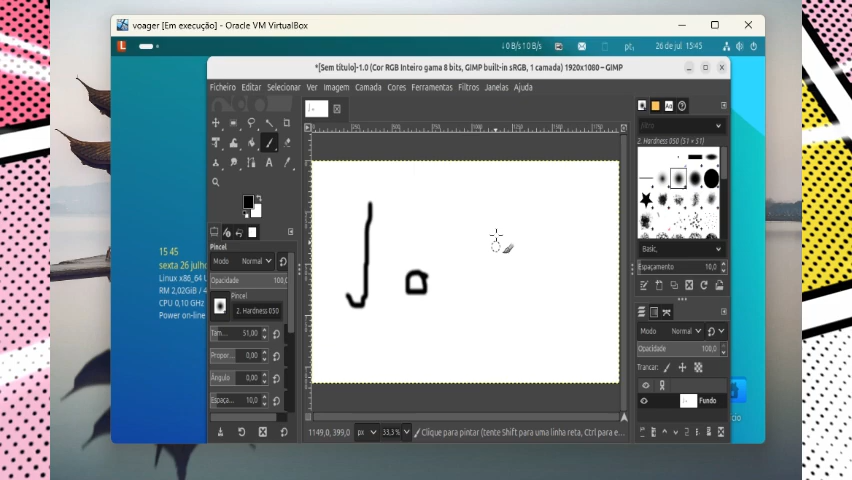 voager [Em execução] - Oracle VM VirtualBox
↓0 B/s↑0 B/s pt₁ 26 de jul 15:45
*[Sem título]-1.0 (Cor RGB Inteiro gama 8 bits, GIMP built-in sRGB, 1 camada) 1920x1080 – GIMP
Ficheiro Editar Selecionar Ver Imagem Camada Cores Ferramentas Filtros Janelas Ajuda
filtro
2. Hardness 050 (51 × 51)
15 45
sexta 26 julho
Linux x86_64
RM 2,02GiB / 4
CPU 0,10 GHz
Power on-line
Pincel
Modo Normal
Opacidade 100,0
Pincel
2. Hardness 050
Tam... 51,00
Propor... 0,00
Ângulo 0,00
Espaça... 10,0
Basic,
Espaçamento 10,0
Modo Normal
Opacidade 100,0
Trancar:
Fundo
1149,0, 399,0 px 33,3 % Clique para pintar (tente Shift para uma linha reta, Ctrl para e...